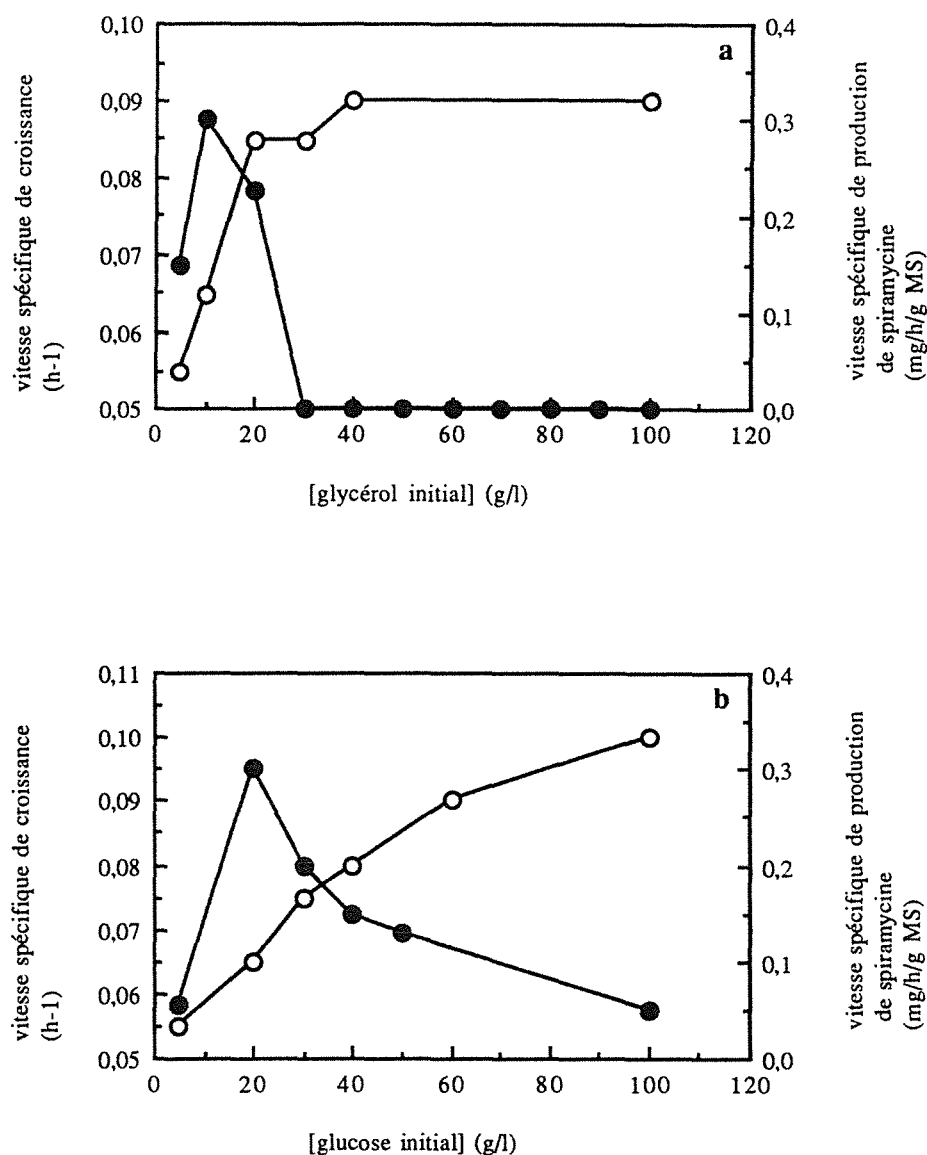 a
vitesse spécifique de croissance
(h-1)
0,10
0,09
0,08
0,07
0,06
0,05
0,4
0,3
0,2
0,1
0,0
vitesse spécifique de production
de spiramycine
(mg/h/g MS)
0 20 40 60 80 100 120
[glycérol initial] (g/l)
b
vitesse spécifique de croissance
(h-1)
0,11
0,10
0,09
0,08
0,07
0,06
0,05
0,4
0,3
0,2
0,1
0,0
vitesse spécifique de production
de spiramycine
(mg/h/g MS)
0 20 40 60 80 100 120
[glucose initial] (g/l)